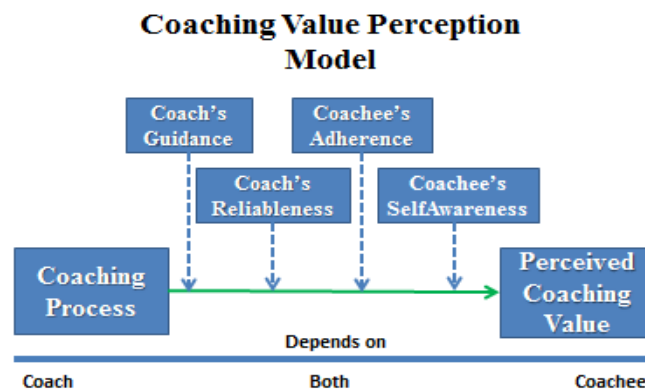 Coaching Value Perception
Model
Coach's
Guidance
Coachee's
Adherence
Coach's
Reliableness
Coachee's
SelfAwareness
Coaching
Process
Perceived
Coaching
Value
Depends on
Coach
Both
Coachee